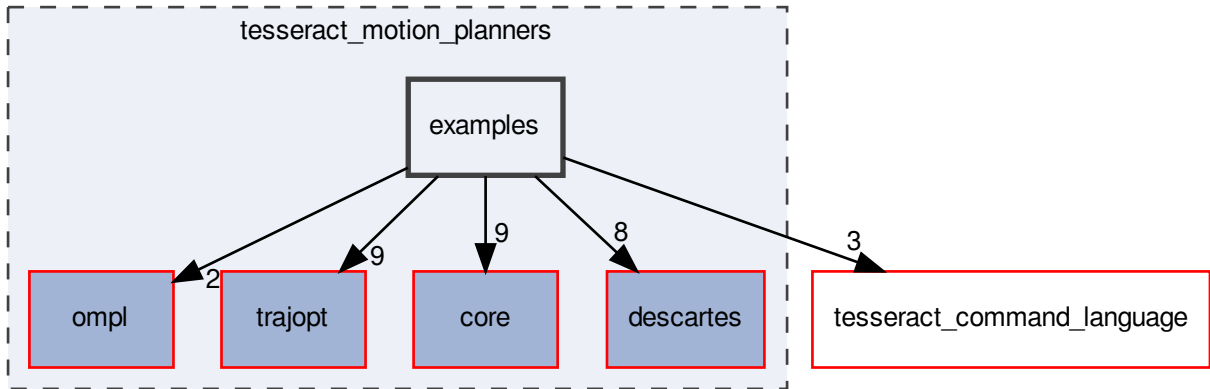 tesseract_motion_planners
examples
2
9
9
8
3
ompl
trajopt
core
descartes
tesseract_command_language